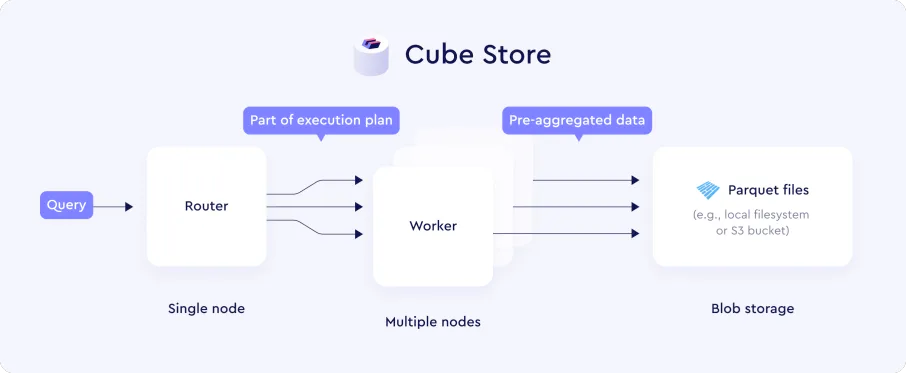 Cube Store
Part of execution plan
Pre-aggregated data
Query
Router
Worker
Parquet files
(e.g., local filesystem
or S3 bucket)
Single node
Multiple nodes
Blob storage